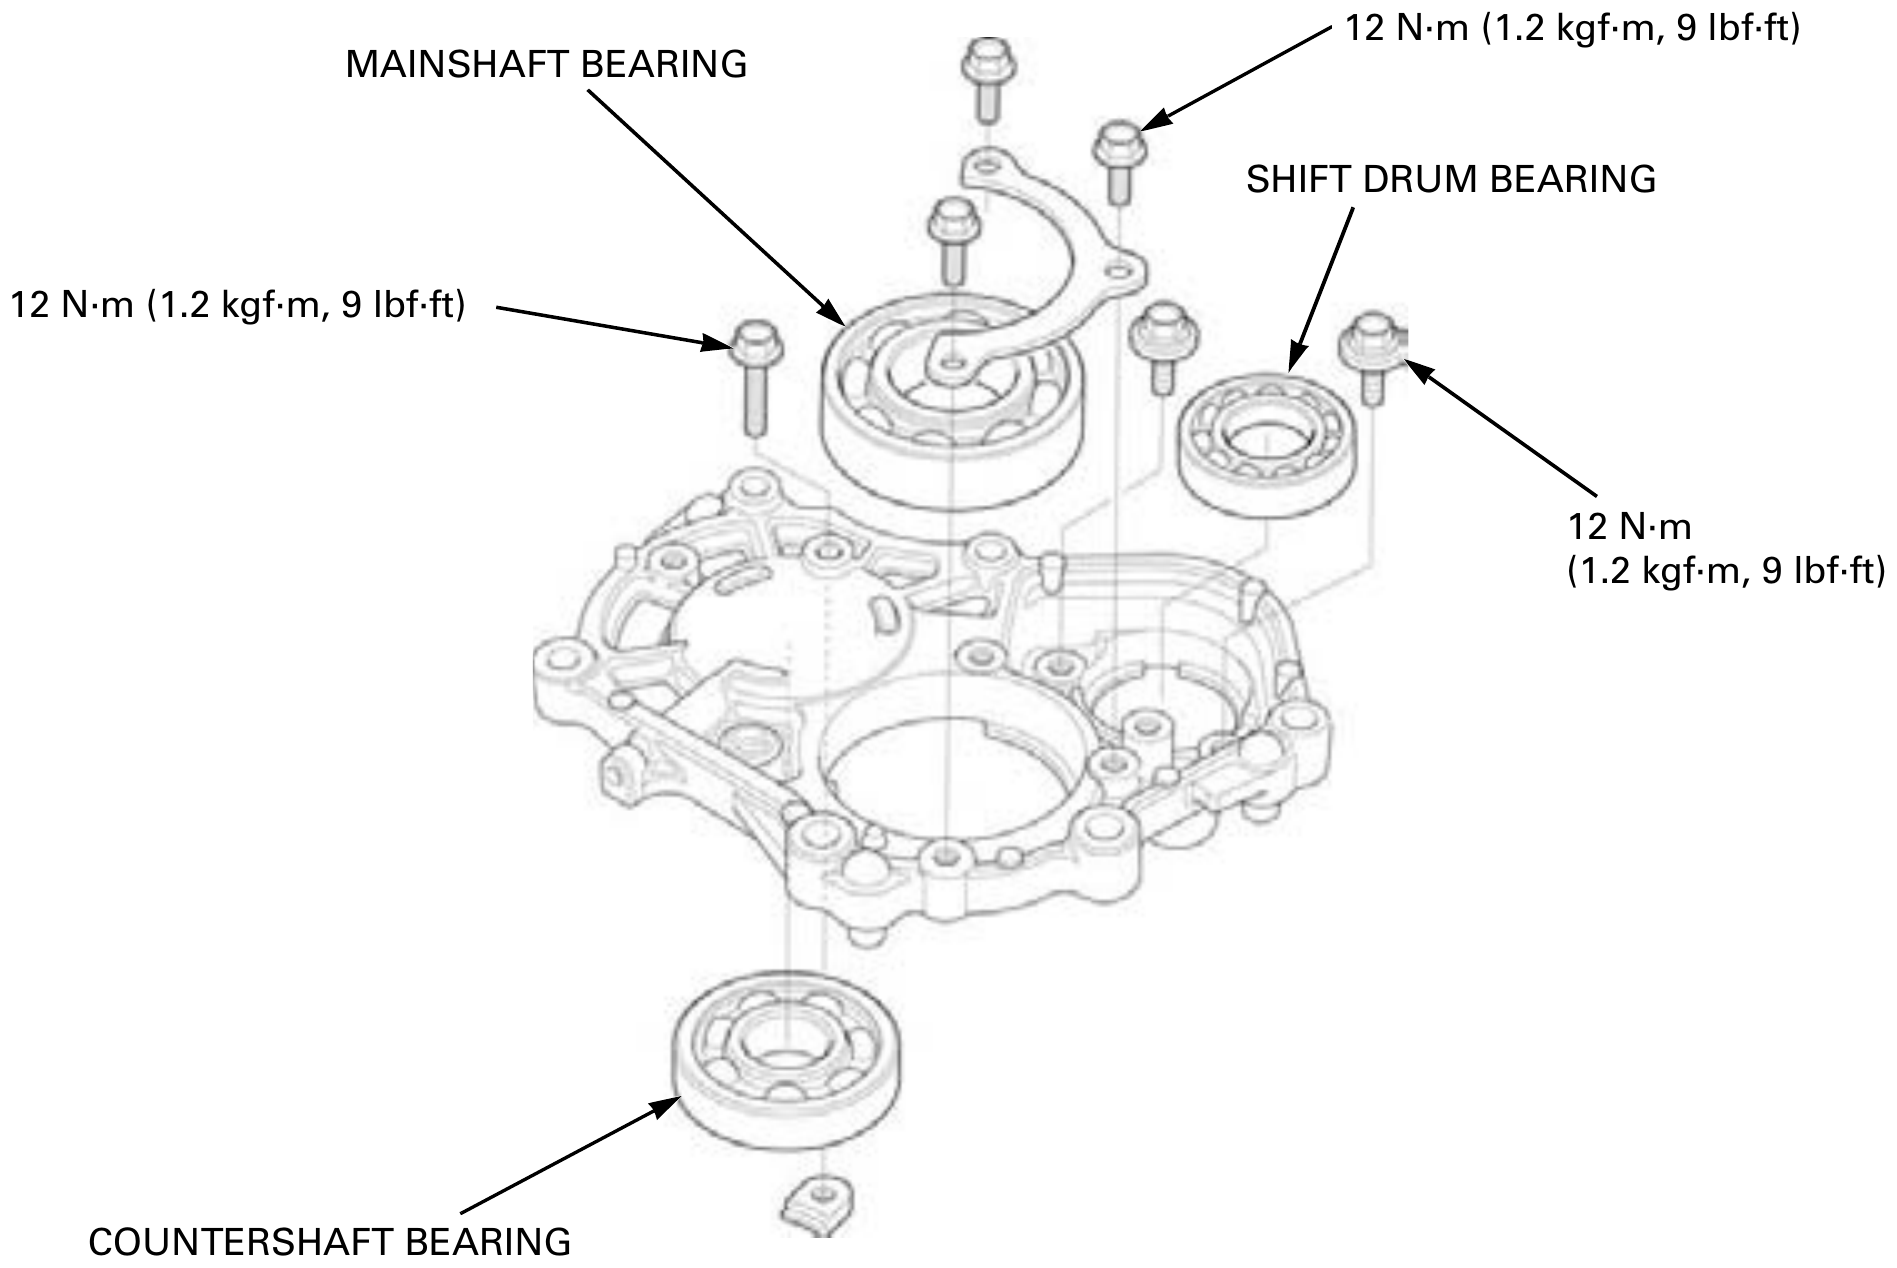 12 N·m (1.2 kgf·m, 9 lbf·ft)
MAINSHAFT BEARING
SHIFT DRUM BEARING
12 N·m (1.2 kgf·m, 9 lbf·ft)
12 N·m
(1.2 kgf·m, 9 lbf·ft)
COUNTERSHAFT BEARING